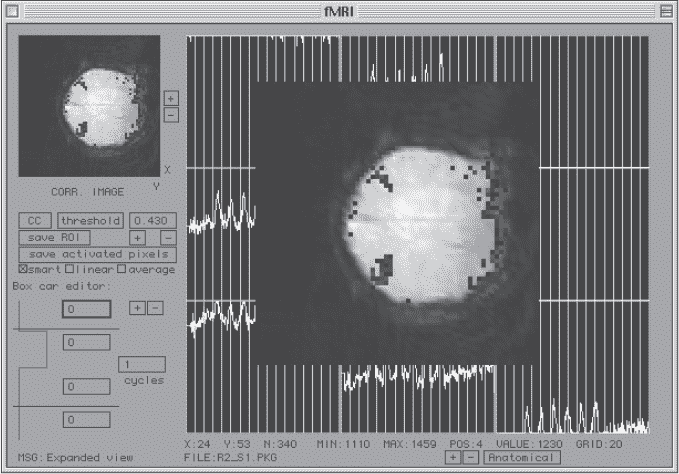 fMRI
+
−
X
Y
CORR. IMAGE
CC threshold 0.430
save ROI + −
save activated pixels
smart linear average
Box car editor:
0 + −
0
1
cycles
0
0
X:24 Y:53 N:340 MIN:1110 MAX:1459 POS:4 VALUE:1230 GRID:20
MSG:Expanded view FILE:R2_S1.PKG + − Anatomical